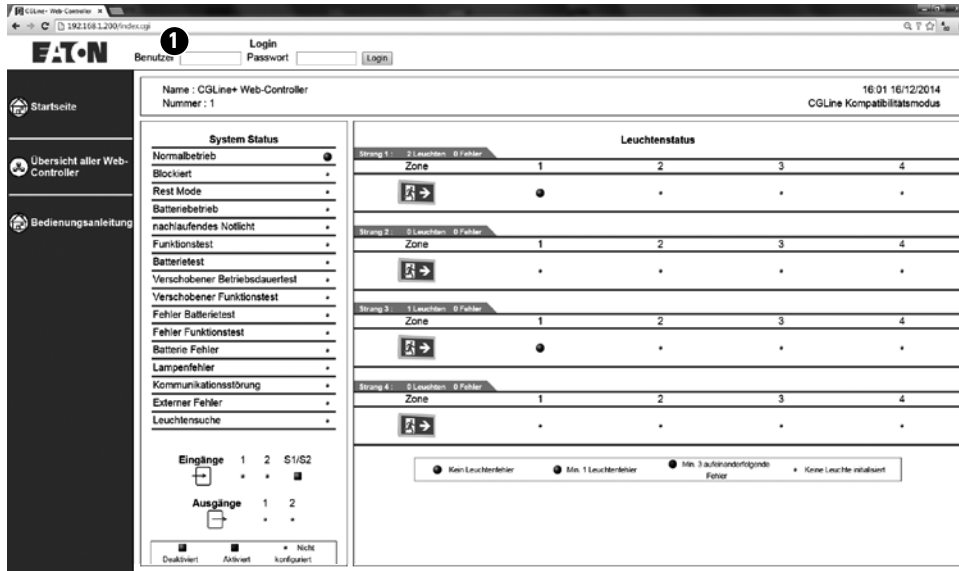 CGLine+ Web-Controller
192.168.1.200/index.cgi
EATON
1
Login
Benutzer
Passwort
Login
Startseite
Übersicht aller Web-
Controller
Bedienungsanleitung
Name : CGLine+ Web-Controller
Nummer : 1
16:01 16/12/2014
CGLine Kompatibilitätsmodus
System Status
Normalbetrieb
Blockiert
Rest Mode
Batteriebetrieb
nachlaufendes Notlicht
Funktionstest
Batterietest
Verschobener Betriebsdauertest
Verschobener Funktionstest
Fehler Batterietest
Fehler Funktionstest
Batterie Fehler
Lampenfehler
Kommunikationsstörung
Externer Fehler
Leuchtensuche
Eingänge 1 2 S1/S2
Ausgänge 1 2
Deaktiviert Aktiviert Nicht
konfiguriert
Leuchtenstatus
Strang 1 : 2 Leuchten 0 Fehler
Zone 1 2 3 4
Strang 2 : 0 Leuchten 0 Fehler
Zone 1 2 3 4
Strang 3 : 1 Leuchten 0 Fehler
Zone 1 2 3 4
Strang 4 : 0 Leuchten 0 Fehler
Zone 1 2 3 4
Kein Leuchtenfehler Min. 1 Leuchtenfehler Min. 3 aufeinanderfolgende
Fehler Keine Leuchte initialisiert